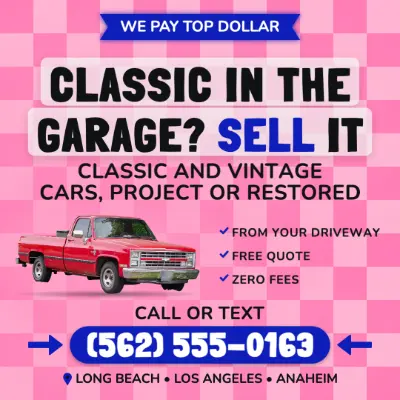 WE PAY TOP DOLLAR
CLASSIC IN THE
GARAGE? SELL IT
CLASSIC AND VINTAGE
CARS, PROJECT OR RESTORED
FROM YOUR DRIVEWAY
FREE QUOTE
ZERO FEES
CALL OR TEXT
(562) 555-0163
LONG BEACH • LOS ANGELES • ANAHEIM